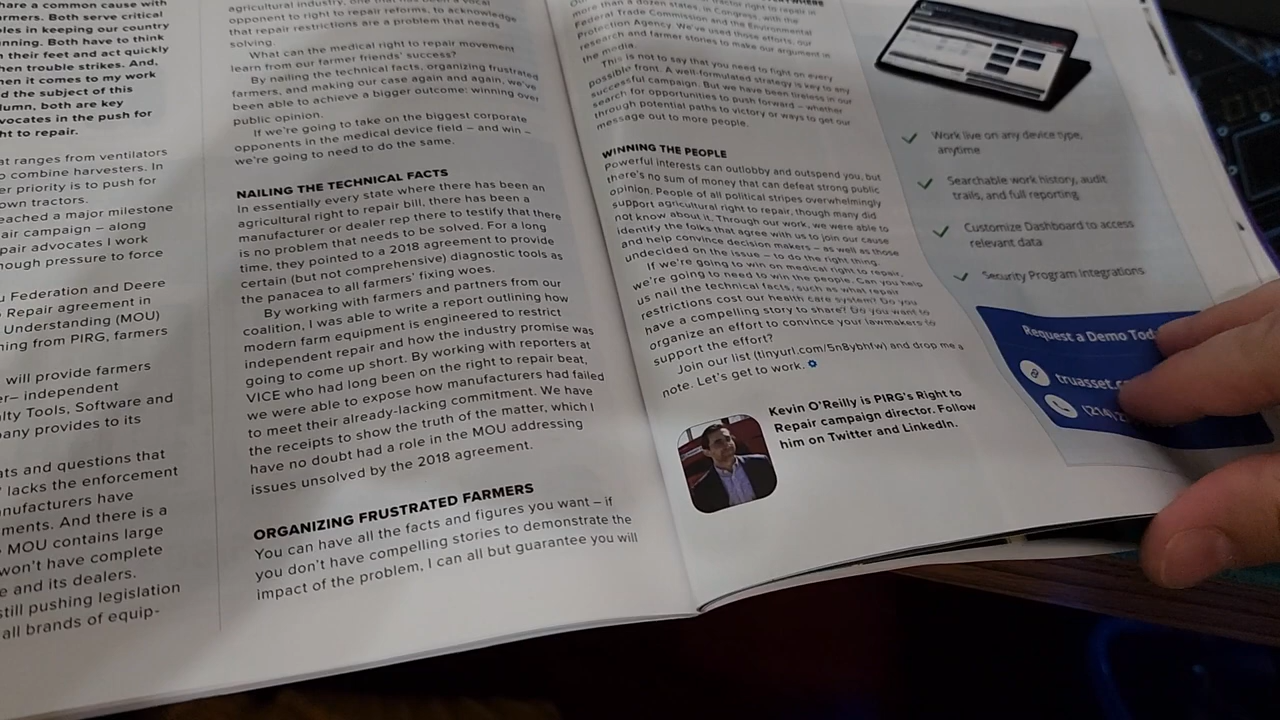 hare a common cause with
rmers. Both serve critical
les in keeping our country
nning. Both have to think
their feet and act quickly
hen trouble strikes. And,
hen it comes to my work
d the subject of this
lumn, both are key
vocates in the push for
ht to repair.
at ranges from ventilators
o combine harvesters. In
er priority is to push for
own tractors.
eached a major milestone
air campaign – along
pair advocates I work
nough pressure to force
u Federation and Deere
Repair agreement in
Understanding (MOU)
ning from PIRG, farmers
will provide farmers
er– independent
lty Tools, Software and
pany provides to its
ats and questions that
lacks the enforcement
nufacturers have
ments. And there is a
MOU contains large
won't have complete
e and its dealers.
still pushing legislation
all brands of equip-
agricultural industry, one that has been a vocal
opponent to right to repair reforms, to acknowledge
that repair restrictions are a problem that needs
solving.
What can the medical right to repair movement
learn from our farmer friends' success?
By nailing the technical facts, organizing frustrated
farmers, and making our case again and again, we've
been able to achieve a bigger outcome: winning over
public opinion.
If we're going to take on the biggest corporate
opponents in the medical device field – and win –
we're going to need to do the same.
NAILING THE TECHNICAL FACTS
In essentially every state where there has been an
agricultural right to repair bill, there has been a
manufacturer or dealer rep there to testify that there
is no problem that needs to be solved. For a long
time, they pointed to a 2018 agreement to provide
certain (but not comprehensive) diagnostic tools as
the panacea to all farmers' fixing woes.
By working with farmers and partners from our
coalition, I was able to write a report outlining how
modern farm equipment is engineered to restrict
independent repair and how the industry promise was
going to come up short. By working with reporters at
VICE who had long been on the right to repair beat,
we were able to expose how manufacturers had failed
to meet their already-lacking commitment. We have
the receipts to show the truth of the matter, which I
have no doubt had a role in the MOU addressing
issues unsolved by the 2018 agreement.
ORGANIZING FRUSTRATED FARMERS
You can have all the facts and figures you want – if
you don't have compelling stories to demonstrate the
impact of the problem, I can all but guarantee you will
tractor right to repair in
more than a dozen states, in Congress, with the
Federal Trade Commission and the Environmental
Protection Agency. We've used those efforts, our
research and farmer stories to make our argument in
the media.
This is not to say that you need to fight on every
possible front. A well-formulated strategy is key to any
successful campaign. But we have been tireless in our
search for opportunities to push forward – whether
through potential paths to victory or ways to get our
message out to more people.
WINNING THE PEOPLE
Powerful interests can outlobby and outspend you, but
there's no sum of money that can defeat strong public
opinion. People of all political stripes overwhelmingly
support agricultural right to repair, though many did
not know about it. Through our work, we were able to
identify the folks that agree with us to join our cause
and help convince decision makers – as well as those
undecided on the issue – to do the right thing.
If we're going to win on medical right to repair,
we're going to need to win the people. Can you help
us nail the technical facts, such as what repair
restrictions cost our health care system? Do you
have a compelling story to share? Do you want to
organize an effort to convince your lawmakers to
support the effort?
Join our list (tinyurl.com/5n8ybhfw) and drop me a
note. Let's get to work.
Kevin O'Reilly is PIRG's Right to
Repair campaign director. Follow
him on Twitter and LinkedIn.
Work live on any device type,
anytime
Searchable work history, audit
trails, and full reporting
Customize Dashboard to access
relevant data
Security Program Integrations
Request a Demo Tod
truasset.c
(214)